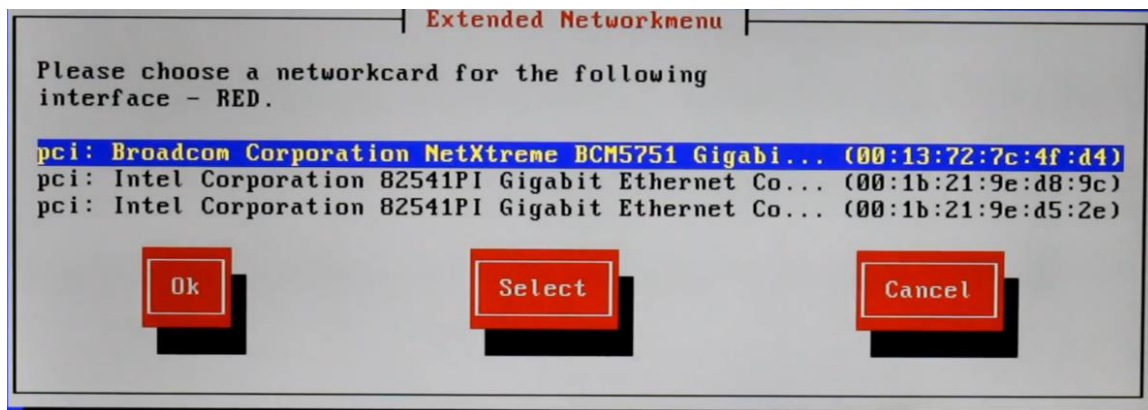 Extended Networkmenu
Please choose a networkcard for the following
interface - RED.
pci: Broadcom Corporation NetXtreme BCM5751 Gigabi... (00:13:72:7c:4f:d4)
pci: Intel Corporation 82541PI Gigabit Ethernet Co... (00:1b:21:9e:d8:9c)
pci: Intel Corporation 82541PI Gigabit Ethernet Co... (00:1b:21:9e:d5:2e)
Ok Select Cancel